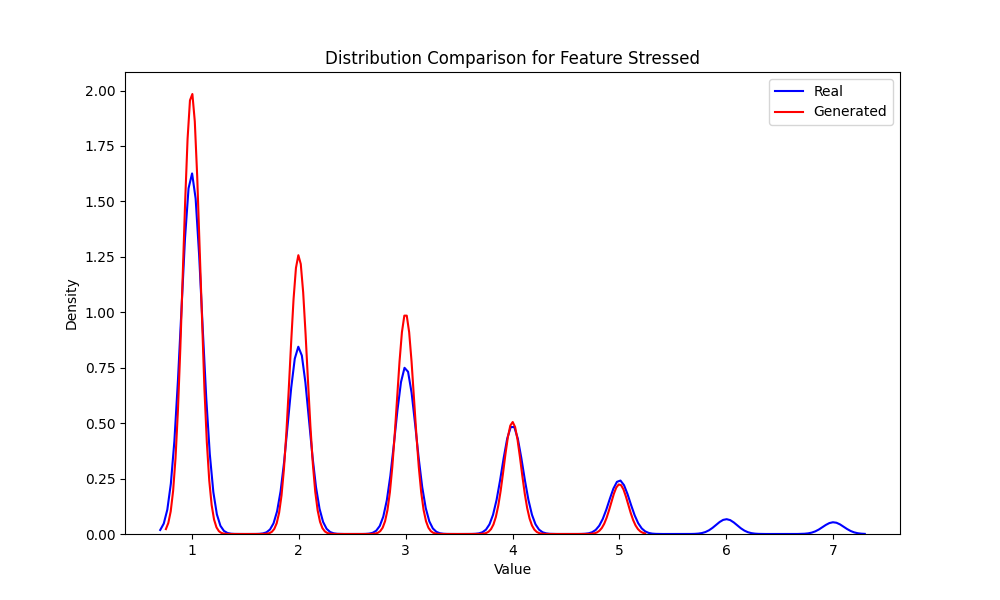 Distribution Comparison for Feature Stressed
Real
Generated
2.00
1.75
1.50
1.25
1.00
0.75
0.50
0.25
0.00
Density
1 2 3 4 5 6 7
Value